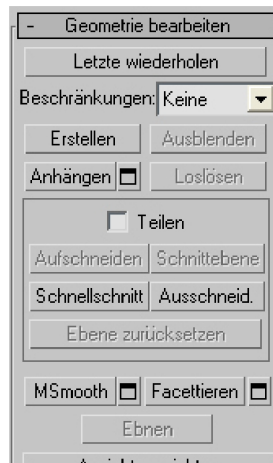 - Geometrie bearbeiten
Letzte wiederholen
Beschränkungen: Keine
Erstellen Ausblenden
Anhängen Loslösen
Teilen
Aufschneiden Schnittebene
Schnellschnitt Ausschneid.
Ebene zurücksetzen
MSmooth Facettieren
Ebnen